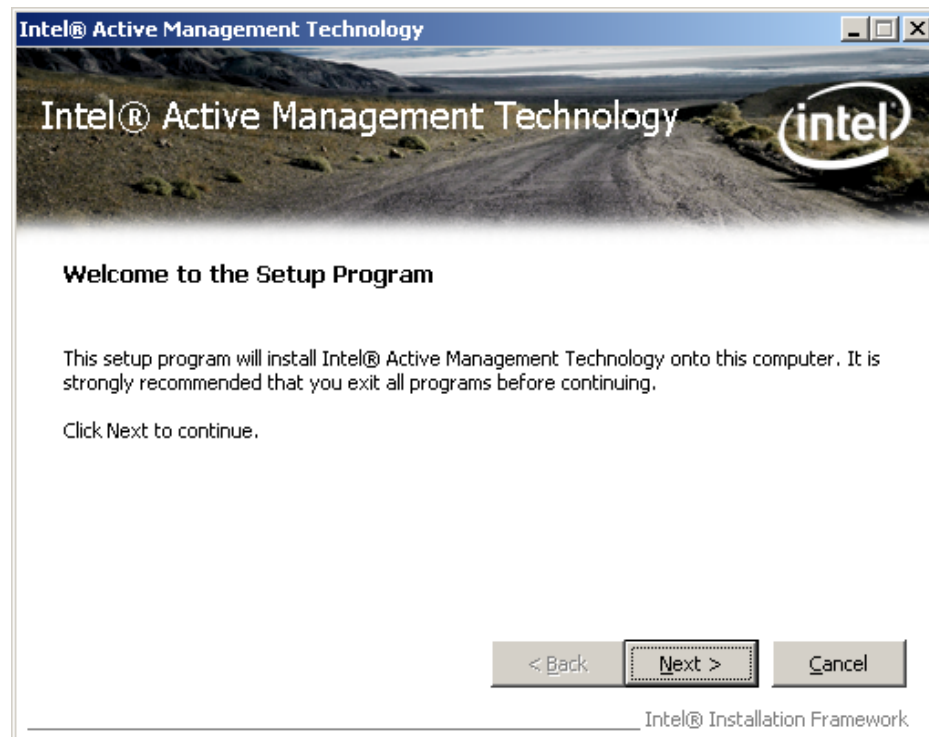 Intel® Active Management Technology
Intel® Active Management Technology
intel
Welcome to the Setup Program
This setup program will install Intel® Active Management Technology onto this computer. It is
strongly recommended that you exit all programs before continuing.
Click Next to continue.
< Back
Next >
Cancel
Intel® Installation Framework